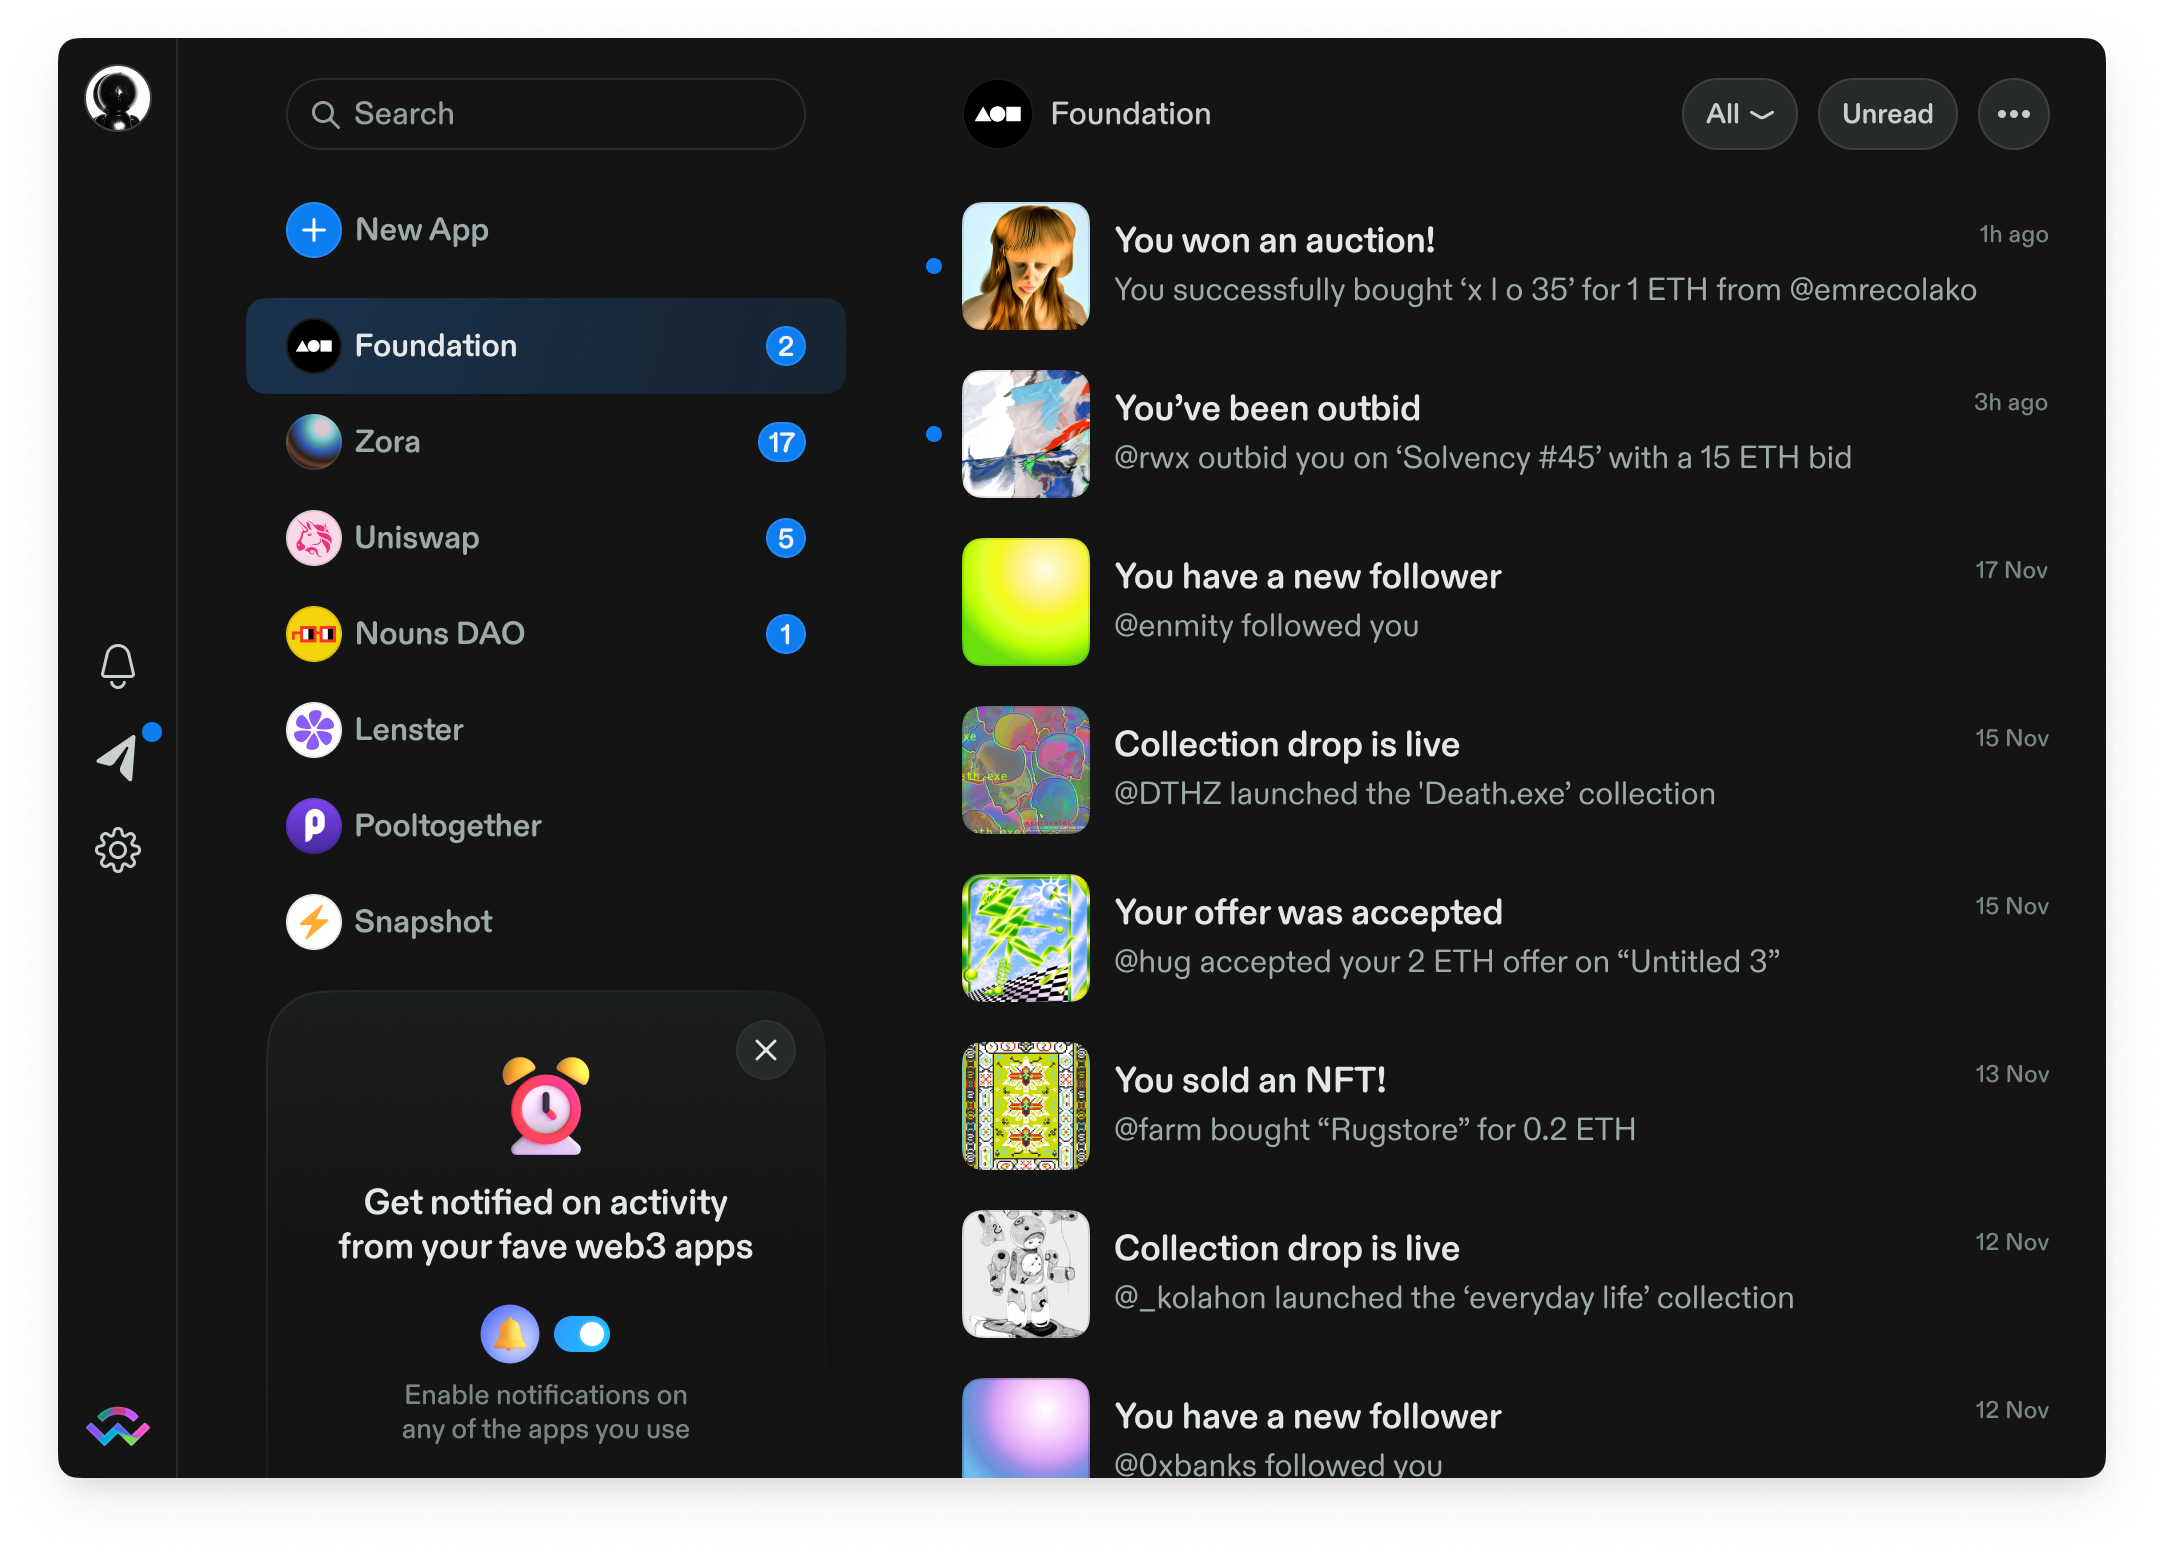 Search
New App
Foundation
2
Zora
17
Uniswap
5
Nouns DAO
1
Lenster
Pooltogether
Snapshot
Get notified on activity
from your fave web3 apps
Enable notifications on
any of the apps you use
Foundation
All
Unread
You won an auction!
1h ago
You successfully bought ‘x l o 35’ for 1 ETH from @emrecolako
You’ve been outbid
3h ago
@rwx outbid you on ‘Solvency #45’ with a 15 ETH bid
You have a new follower
17 Nov
@enmity followed you
Collection drop is live
15 Nov
@DTHZ launched the 'Death.exe’ collection
Your offer was accepted
15 Nov
@hug accepted your 2 ETH offer on “Untitled 3”
You sold an NFT!
13 Nov
@farm bought “Rugstore” for 0.2 ETH
Collection drop is live
12 Nov
@_kolahon launched the ‘everyday life’ collection
You have a new follower
12 Nov
@0xbanks followed you